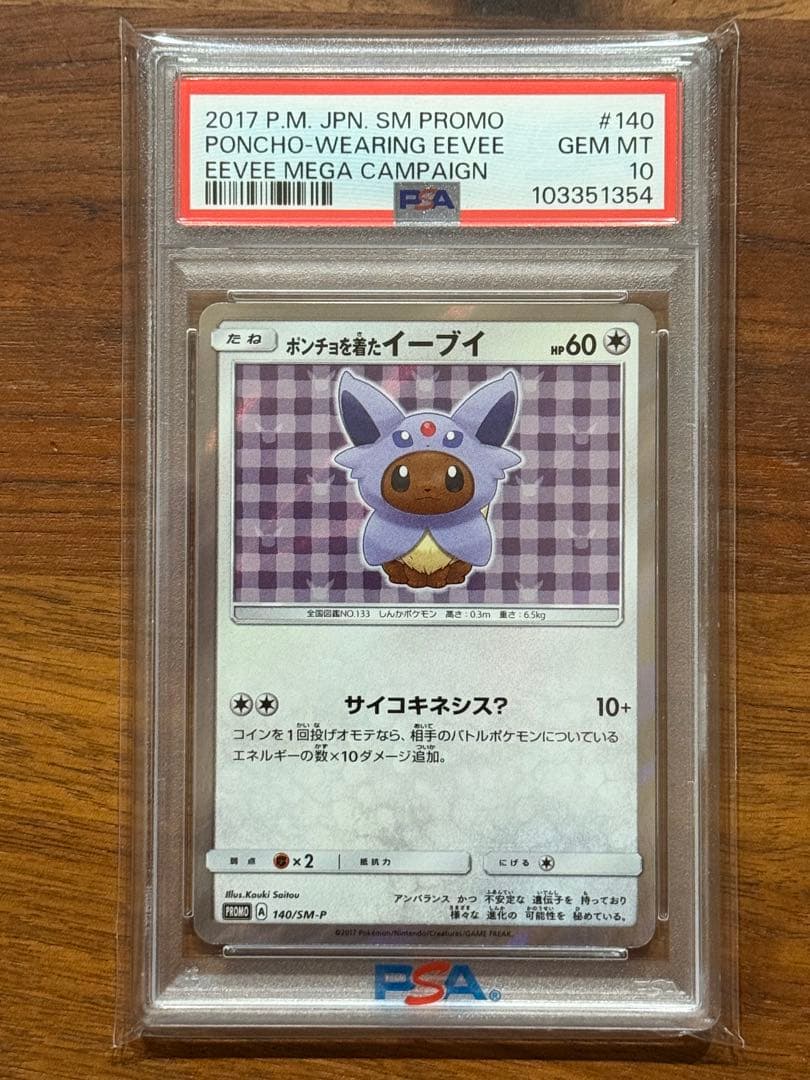 2017 P.M. JPN. SM PROMO #140
PONCHO-WEARING EEVEE GEM MT
EEVEE MEGA CAMPAIGN 10
PSA 103351354
たね ポンチョを着たイーブイ HP60
全国図鑑NO.133 しんかポケモン 高さ:0.3m 重さ:6.5kg
サイコキネシス? 10+
コインを1回投げオモテなら、相手のバトルポケモンについている
エネルギーの数×10ダメージ追加。
弱点 ×2 抵抗力 にげる
Illus.Kouki Saitou
アンバランス かつ 不安定な 遺伝子を 持っており
様々な 進化の 可能性を 秘めている。
PROMO A 140/SM-P
©2017 Pokémon/Nintendo/Creatures/GAME FREAK.
PSA®